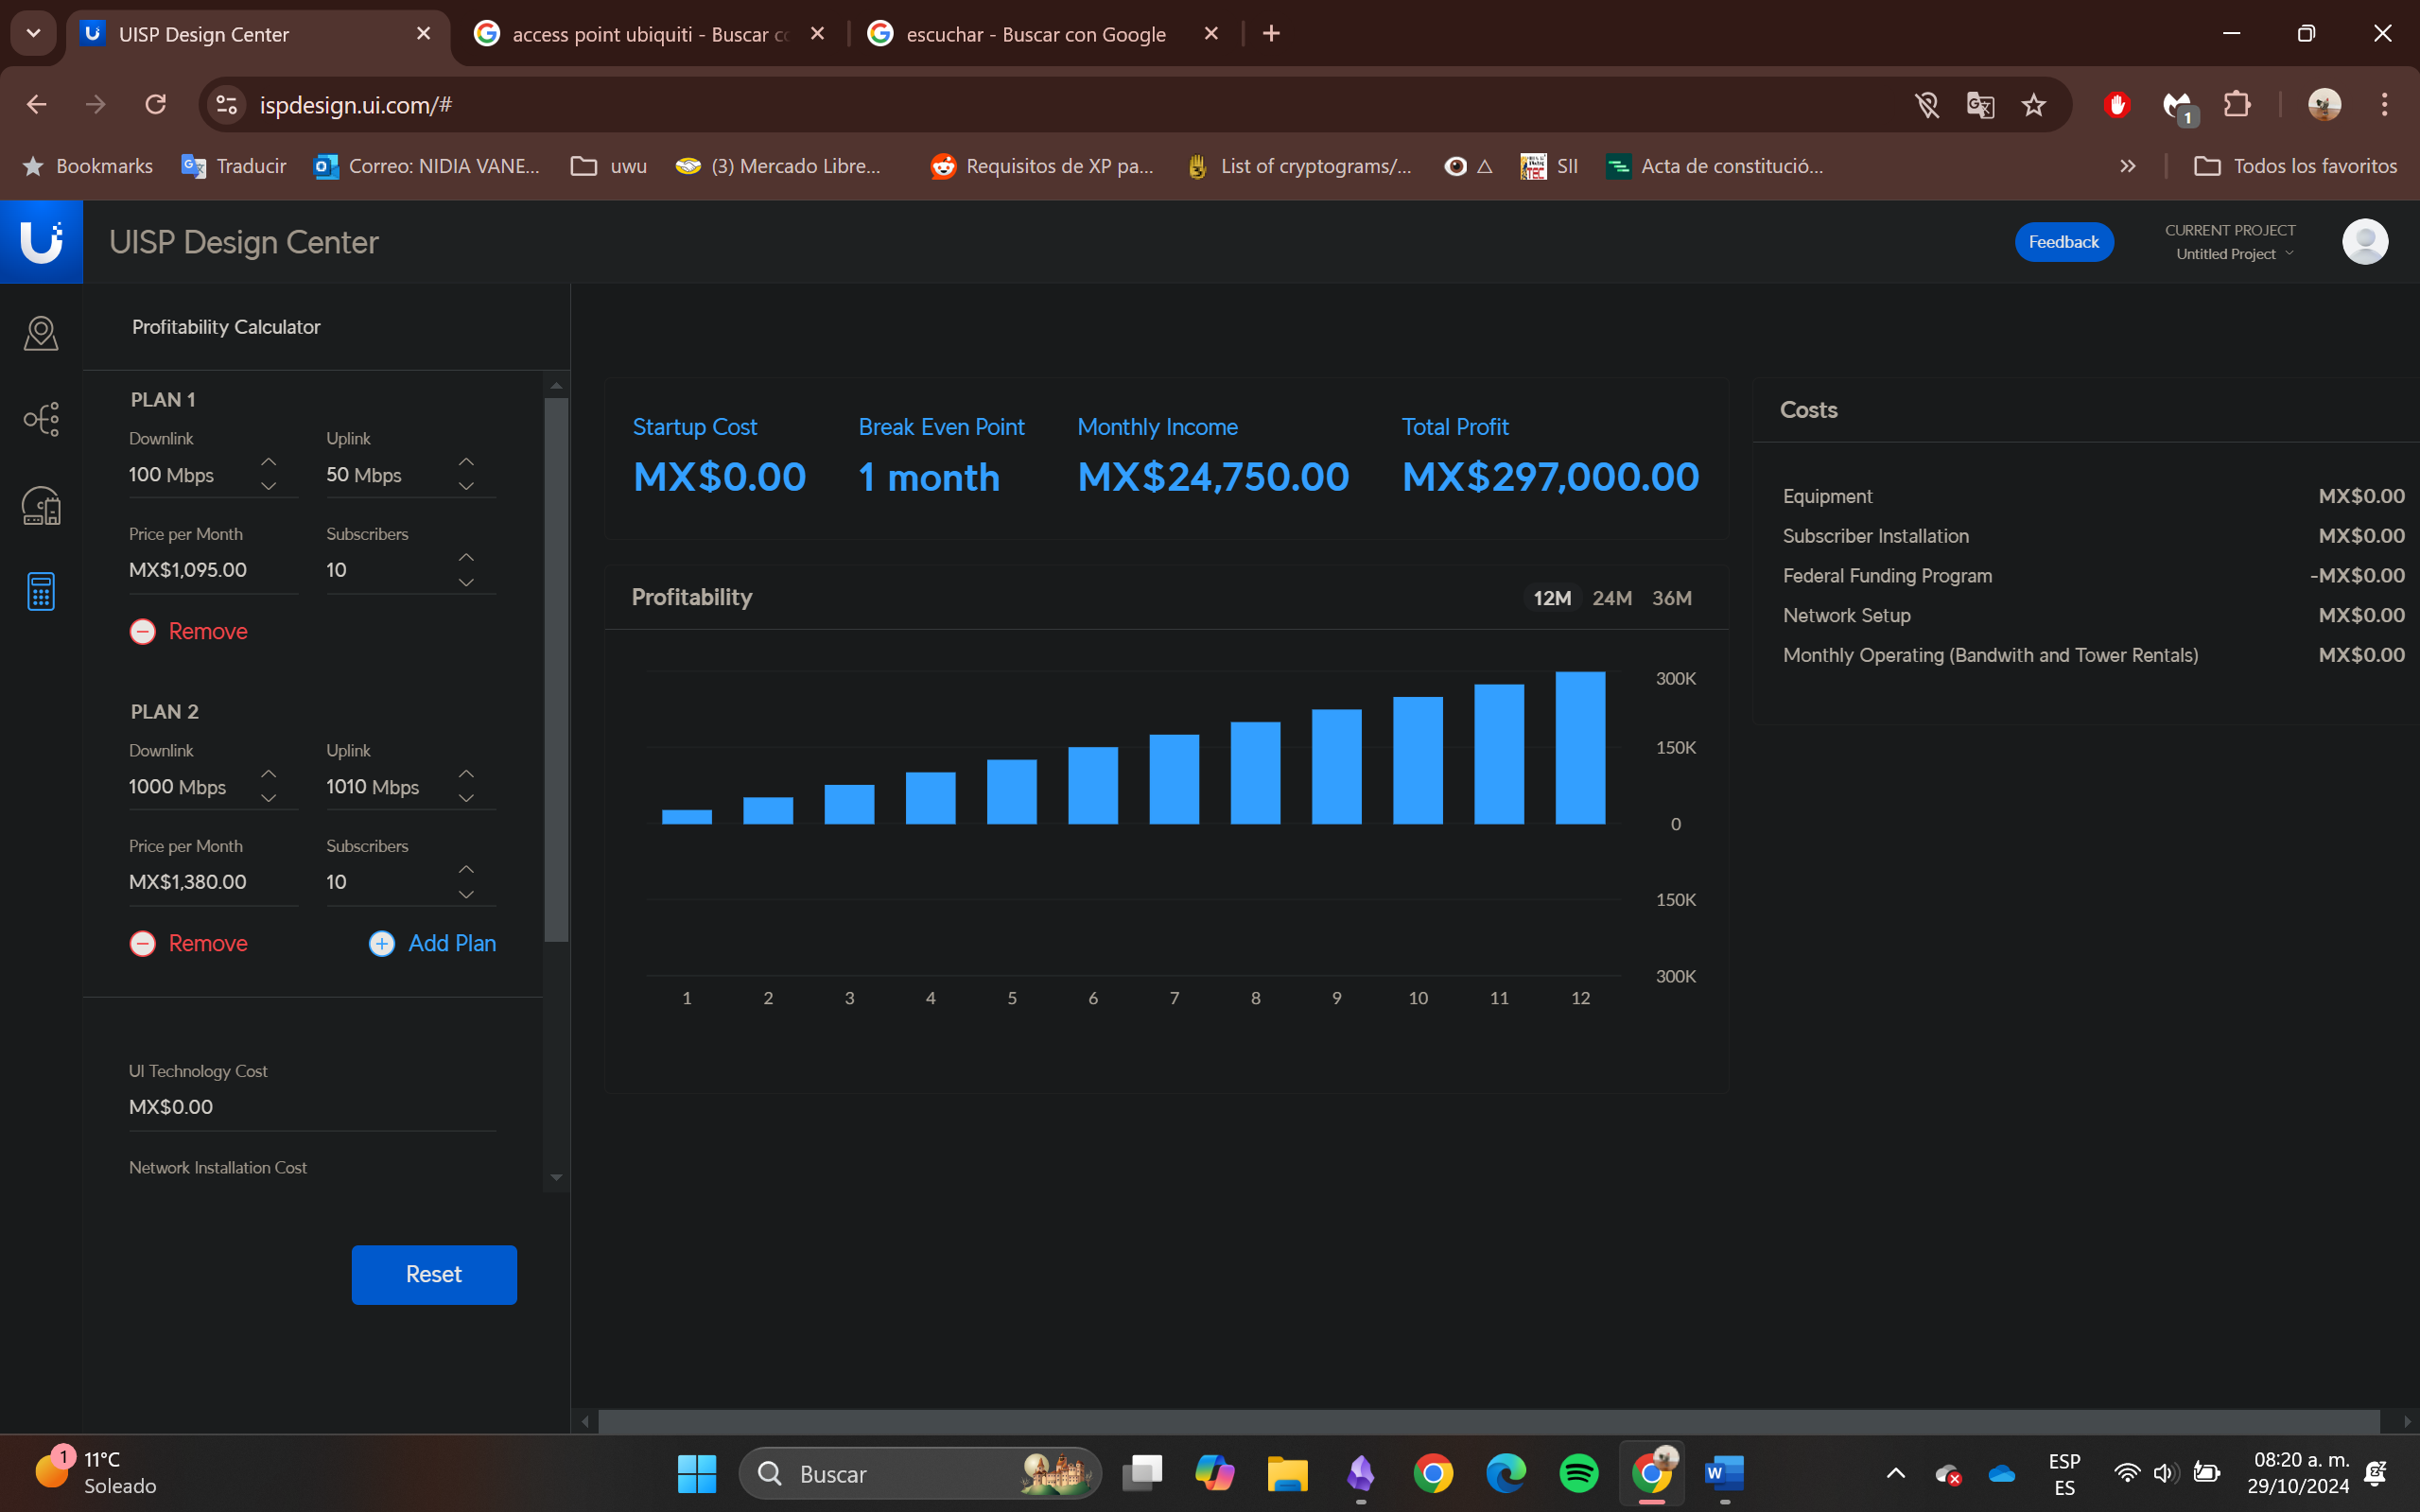 UISP Design Center
access point ubiquiti - Buscar co
escuchar - Buscar con Google
ispdesign.ui.com/#
1
Bookmarks
Traducir
Correo: NIDIA VANE...
uwu
(3) Mercado Libre...
Requisitos de XP pa...
List of cryptograms/...
SII
Acta de constitució...
Todos los favoritos
UISP Design Center
Feedback
CURRENT PROJECT
Untitled Project
Profitability Calculator
PLAN 1
Downlink Uplink
100 Mbps 50 Mbps
Price per Month Subscribers
MX$1,095.00 10
Remove
PLAN 2
Downlink Uplink
1000 Mbps 1010 Mbps
Price per Month Subscribers
MX$1,380.00 10
Remove Add Plan
UI Technology Cost
MX$0.00
Network Installation Cost
Reset
Startup Cost Break Even Point Monthly Income Total Profit
MX$0.00 1 month MX$24,750.00 MX$297,000.00
Profitability 12M 24M 36M
300K
150K
0
150K
300K
1 2 3 4 5 6 7 8 9 10 11 12
Costs
Equipment MX$0.00
Subscriber Installation MX$0.00
Federal Funding Program -MX$0.00
Network Setup MX$0.00
Monthly Operating (Bandwith and Tower Rentals) MX$0.00
1
11°C
Soleado
Buscar
ESP
ES
08:20 a. m.
29/10/2024